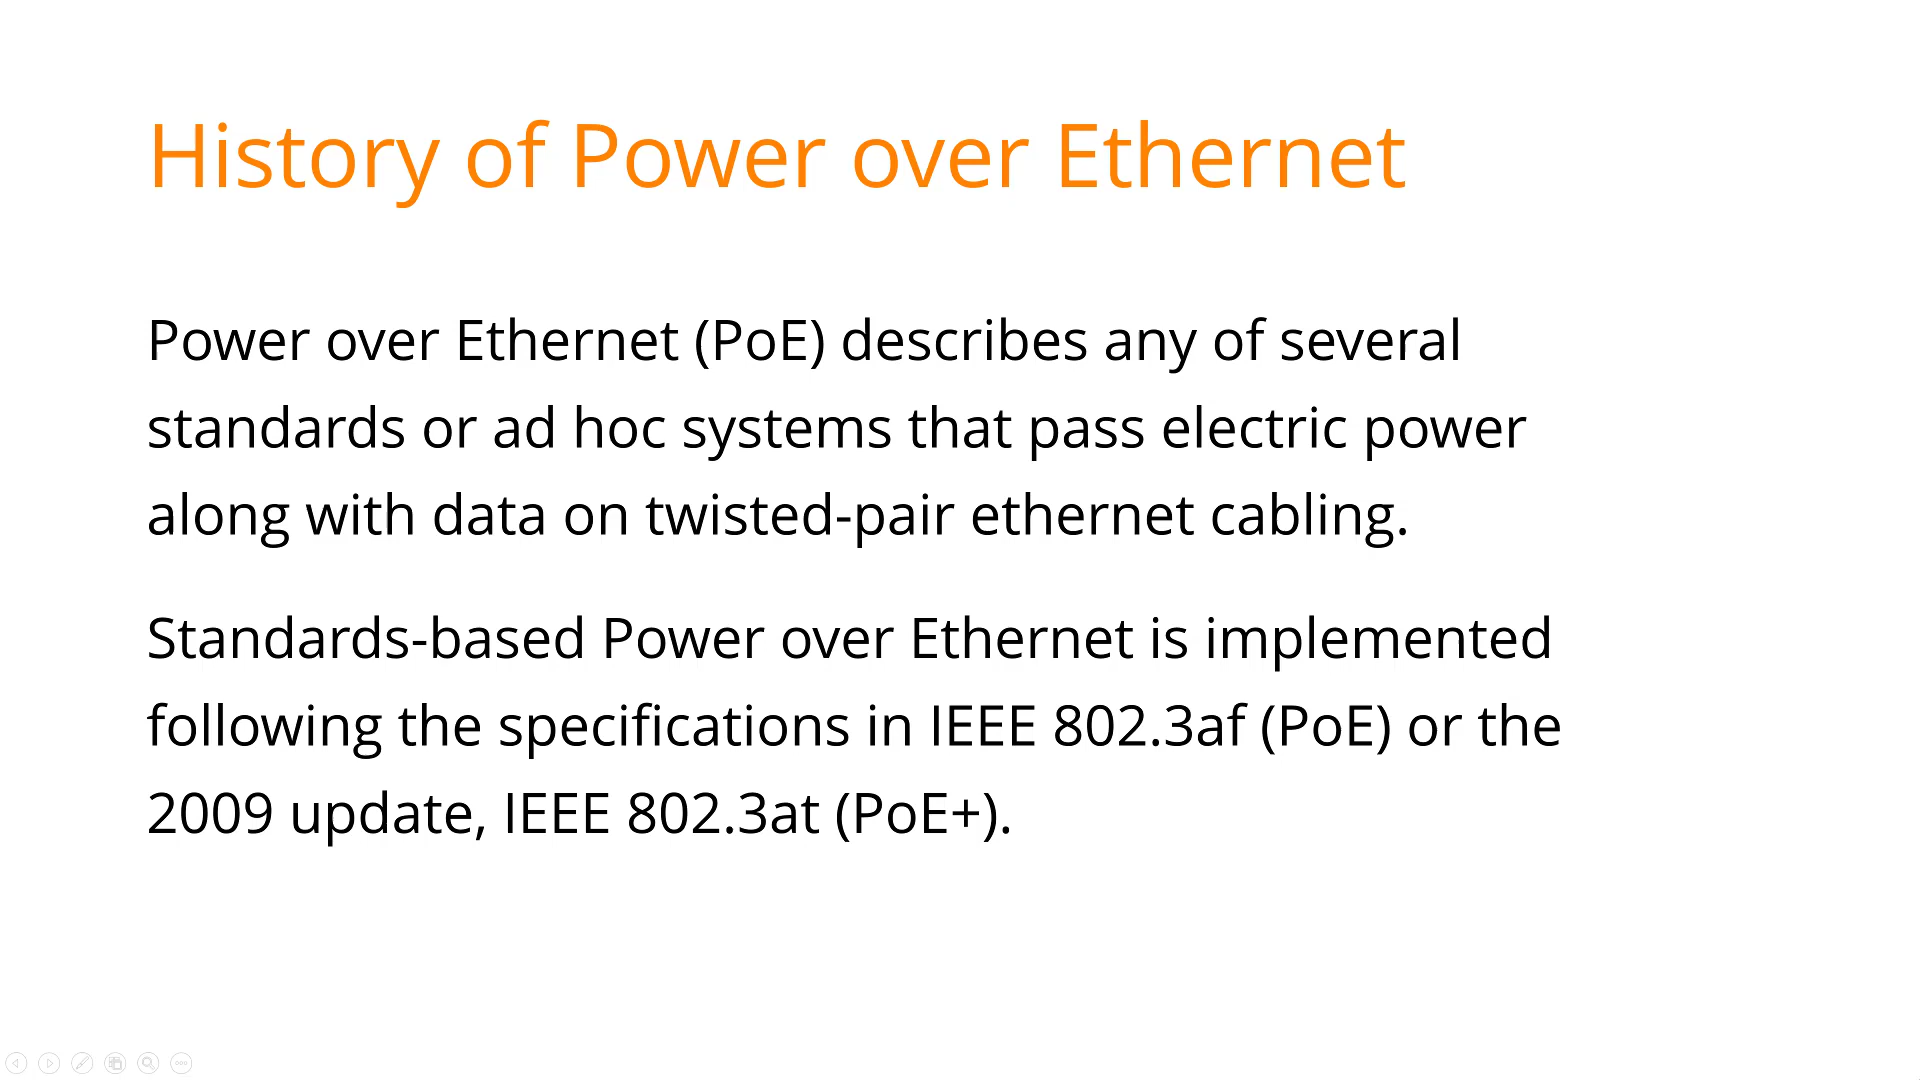 History of Power over Ethernet
Power over Ethernet (PoE) describes any of several
standards or ad hoc systems that pass electric power
along with data on twisted-pair ethernet cabling.
Standards-based Power over Ethernet is implemented
following the specifications in IEEE 802.3af (PoE) or the
2009 update, IEEE 802.3at (PoE+).